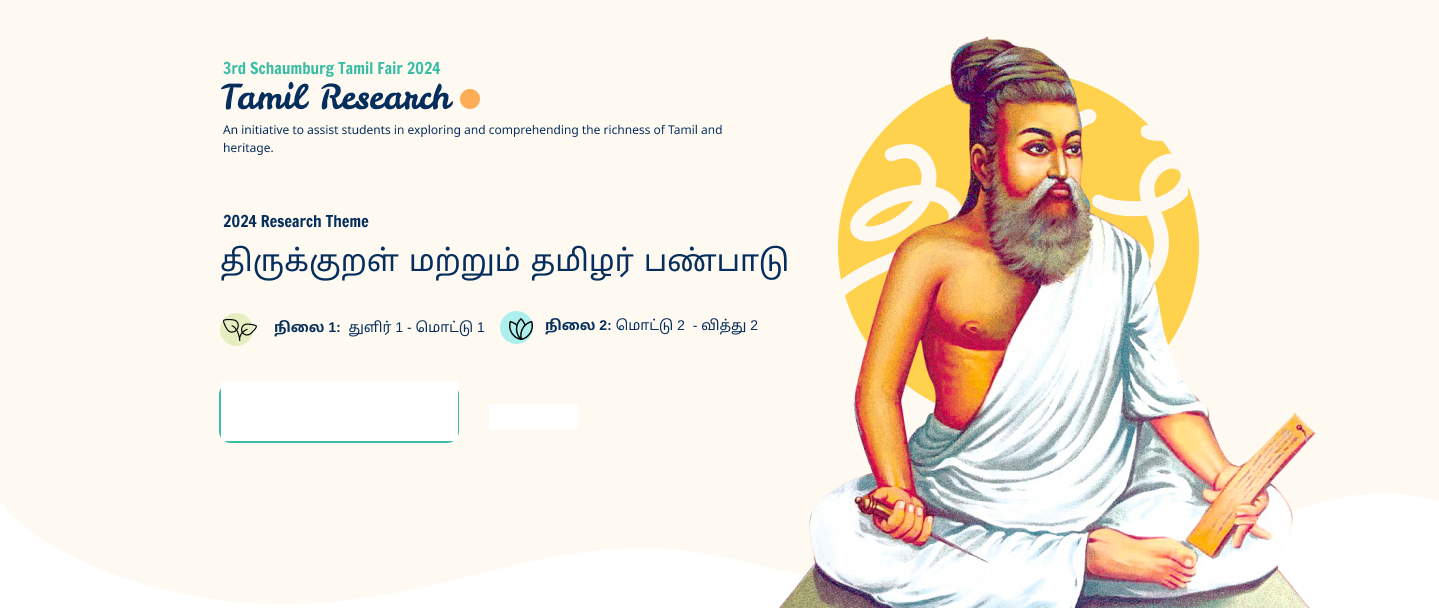 3rd Schaumburg Tamil Fair 2024
Tamil Research
An initiative to assist students in exploring and comprehending the richness of Tamil and
heritage.
2024 Research Theme
திருக்குறள் மற்றும் தமிழர் பண்பாடு
நிலை 1: துளிர் 1 - மொட்டு 1
நிலை 2: மொட்டு 2 - வித்து 2